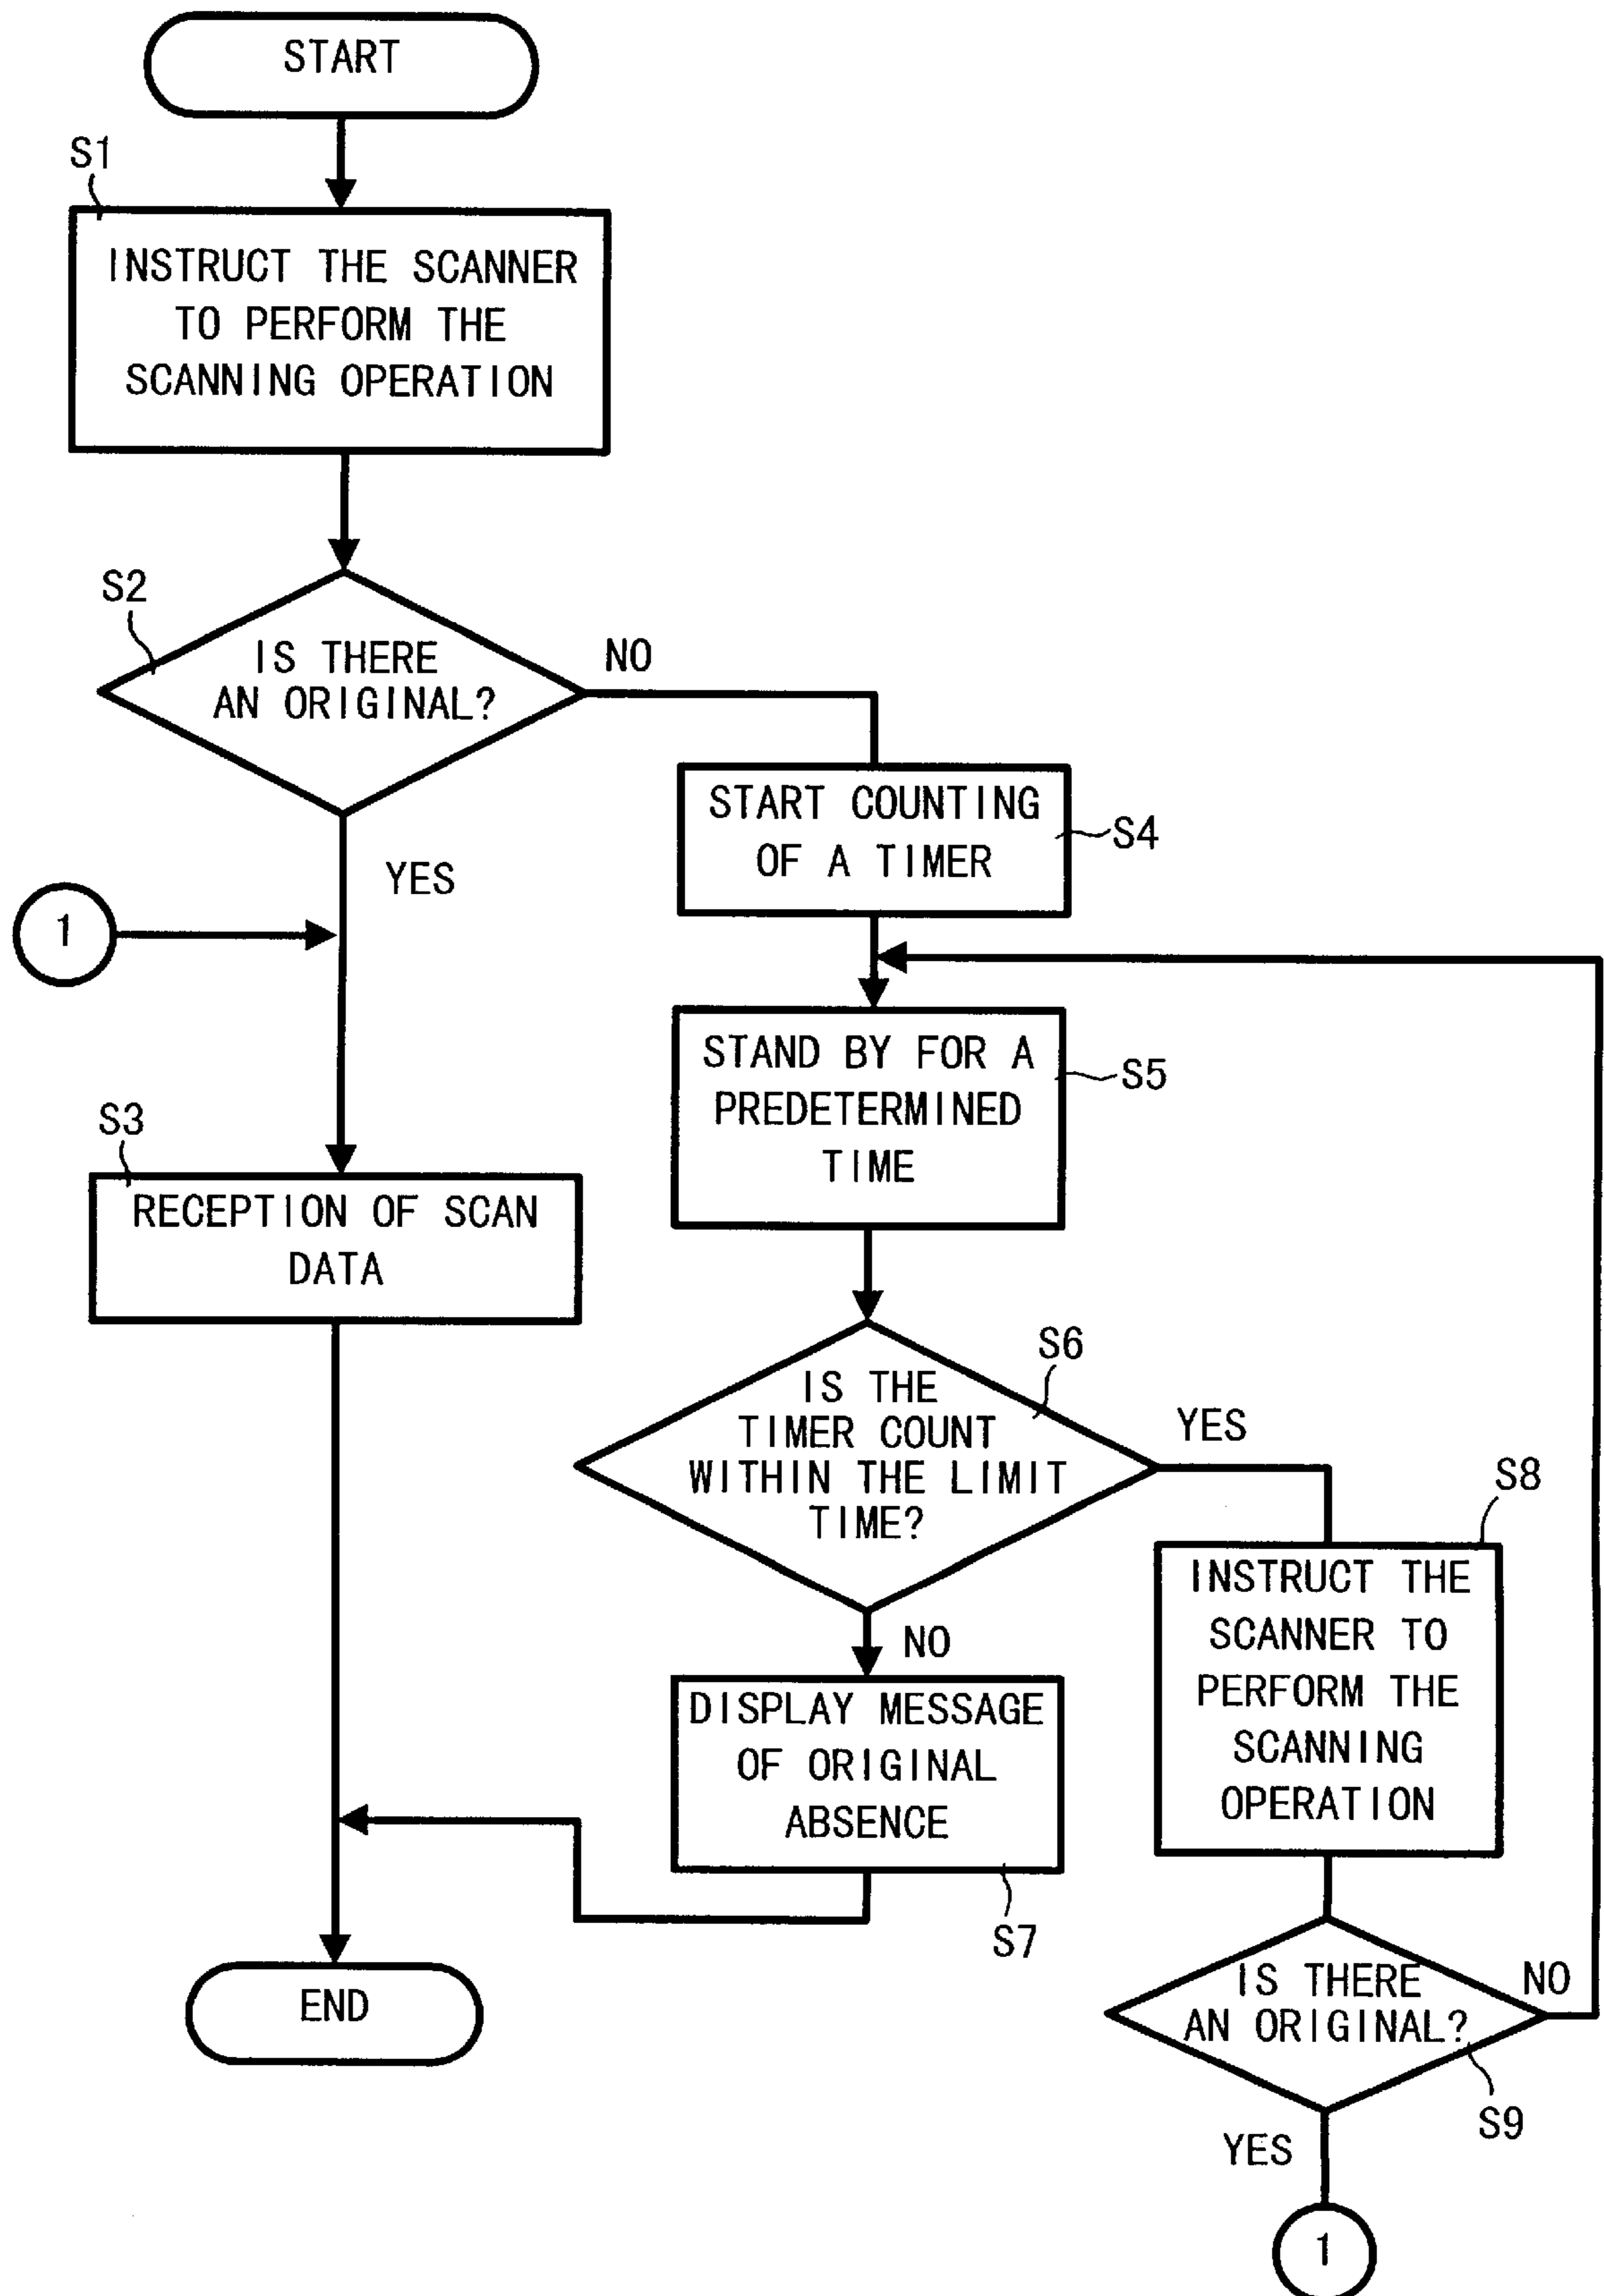 START
S1
INSTRUCT THE SCANNER
TO PERFORM THE
SCANNING OPERATION
S2
IS THERE
AN ORIGINAL?
NO
YES
1
START COUNTING
OF A TIMER
S4
STAND BY FOR A
PREDETERMINED
TIME
S5
S3
RECEPTION OF SCAN
DATA
S6
IS THE
TIMER COUNT
WITHIN THE LIMIT
TIME?
YES
NO
S8
INSTRUCT THE
SCANNER TO
PERFORM THE
SCANNING
OPERATION
DISPLAY MESSAGE
OF ORIGINAL
ABSENCE
S7
END
IS THERE
AN ORIGINAL?
NO
S9
YES
1